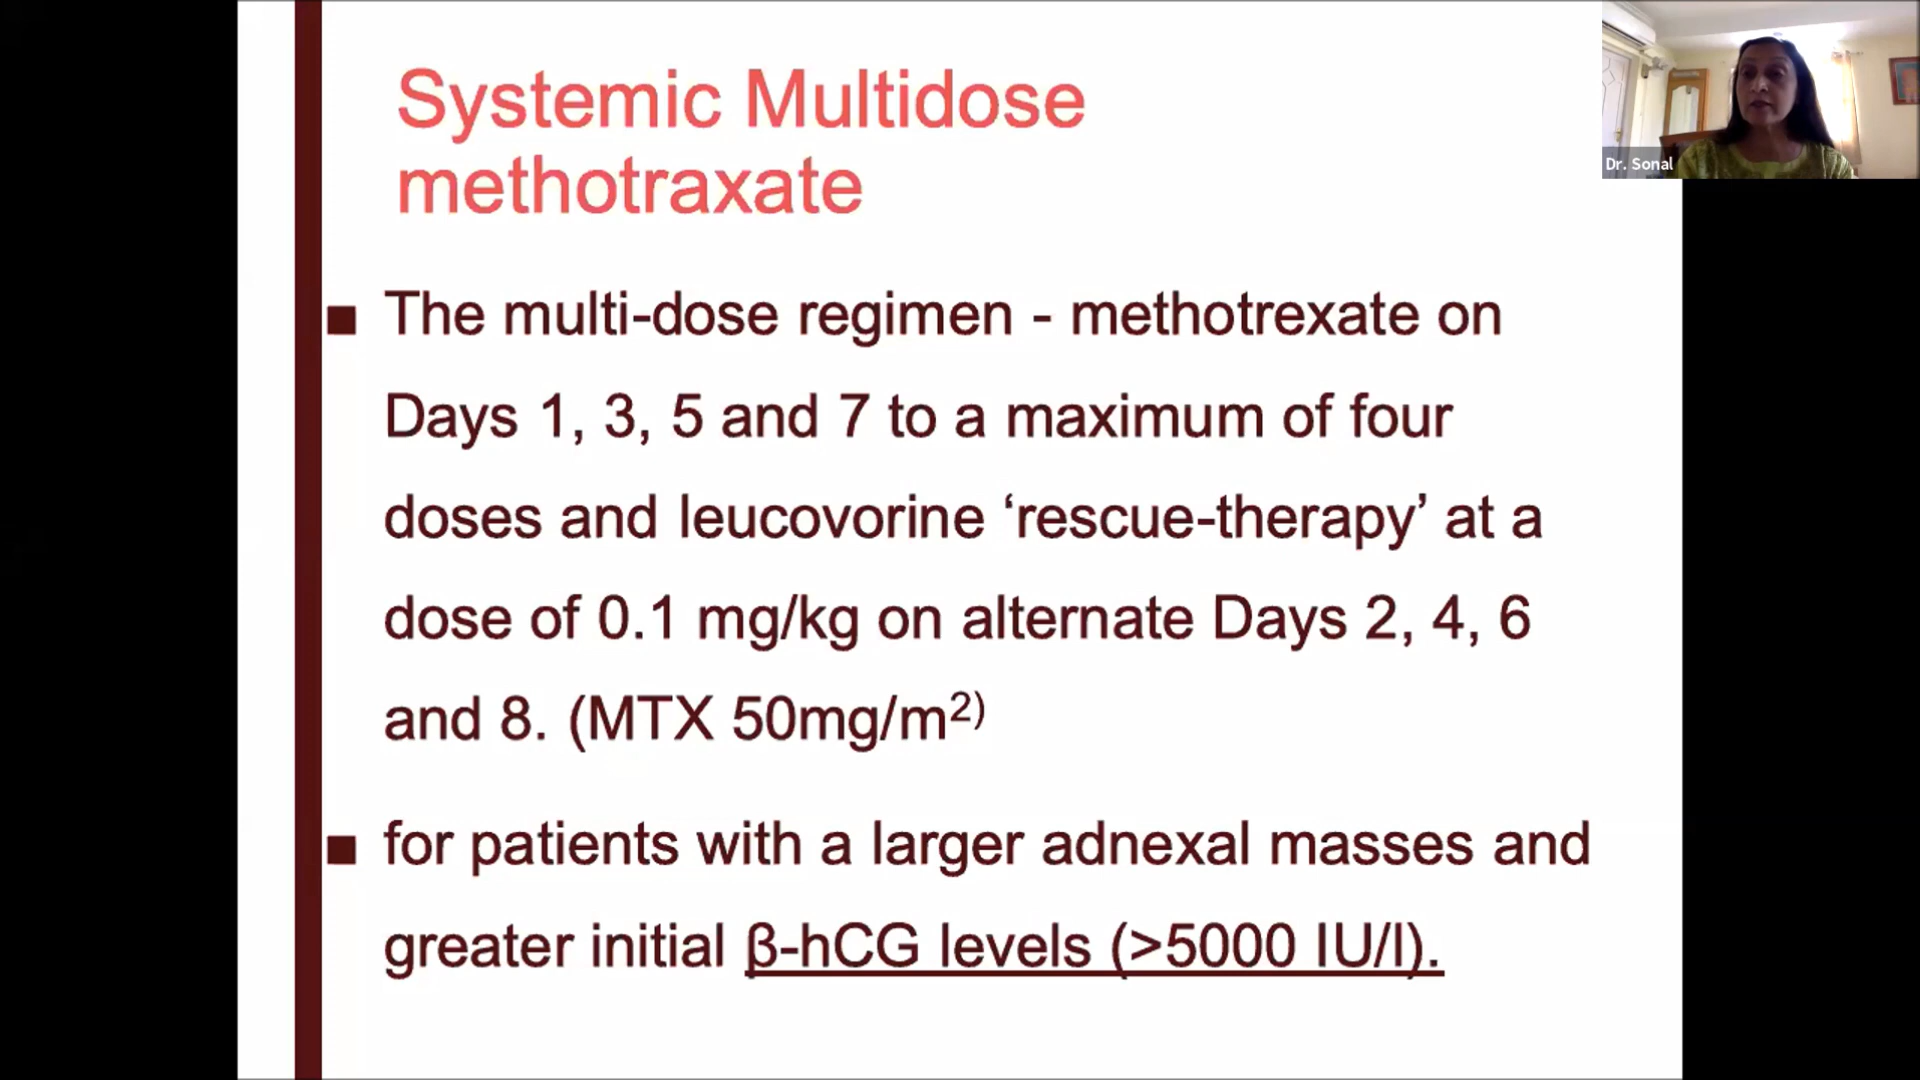 Systemic Multidose
methotraxate
■ The multi-dose regimen - methotrexate on
Days 1, 3, 5 and 7 to a maximum of four
doses and leucovorine ‘rescue-therapy’ at a
dose of 0.1 mg/kg on alternate Days 2, 4, 6
and 8. (MTX 50mg/m²⁾
■ for patients with a larger adnexal masses and
greater initial β-hCG levels (>5000 IU/l).
Dr. Sonal